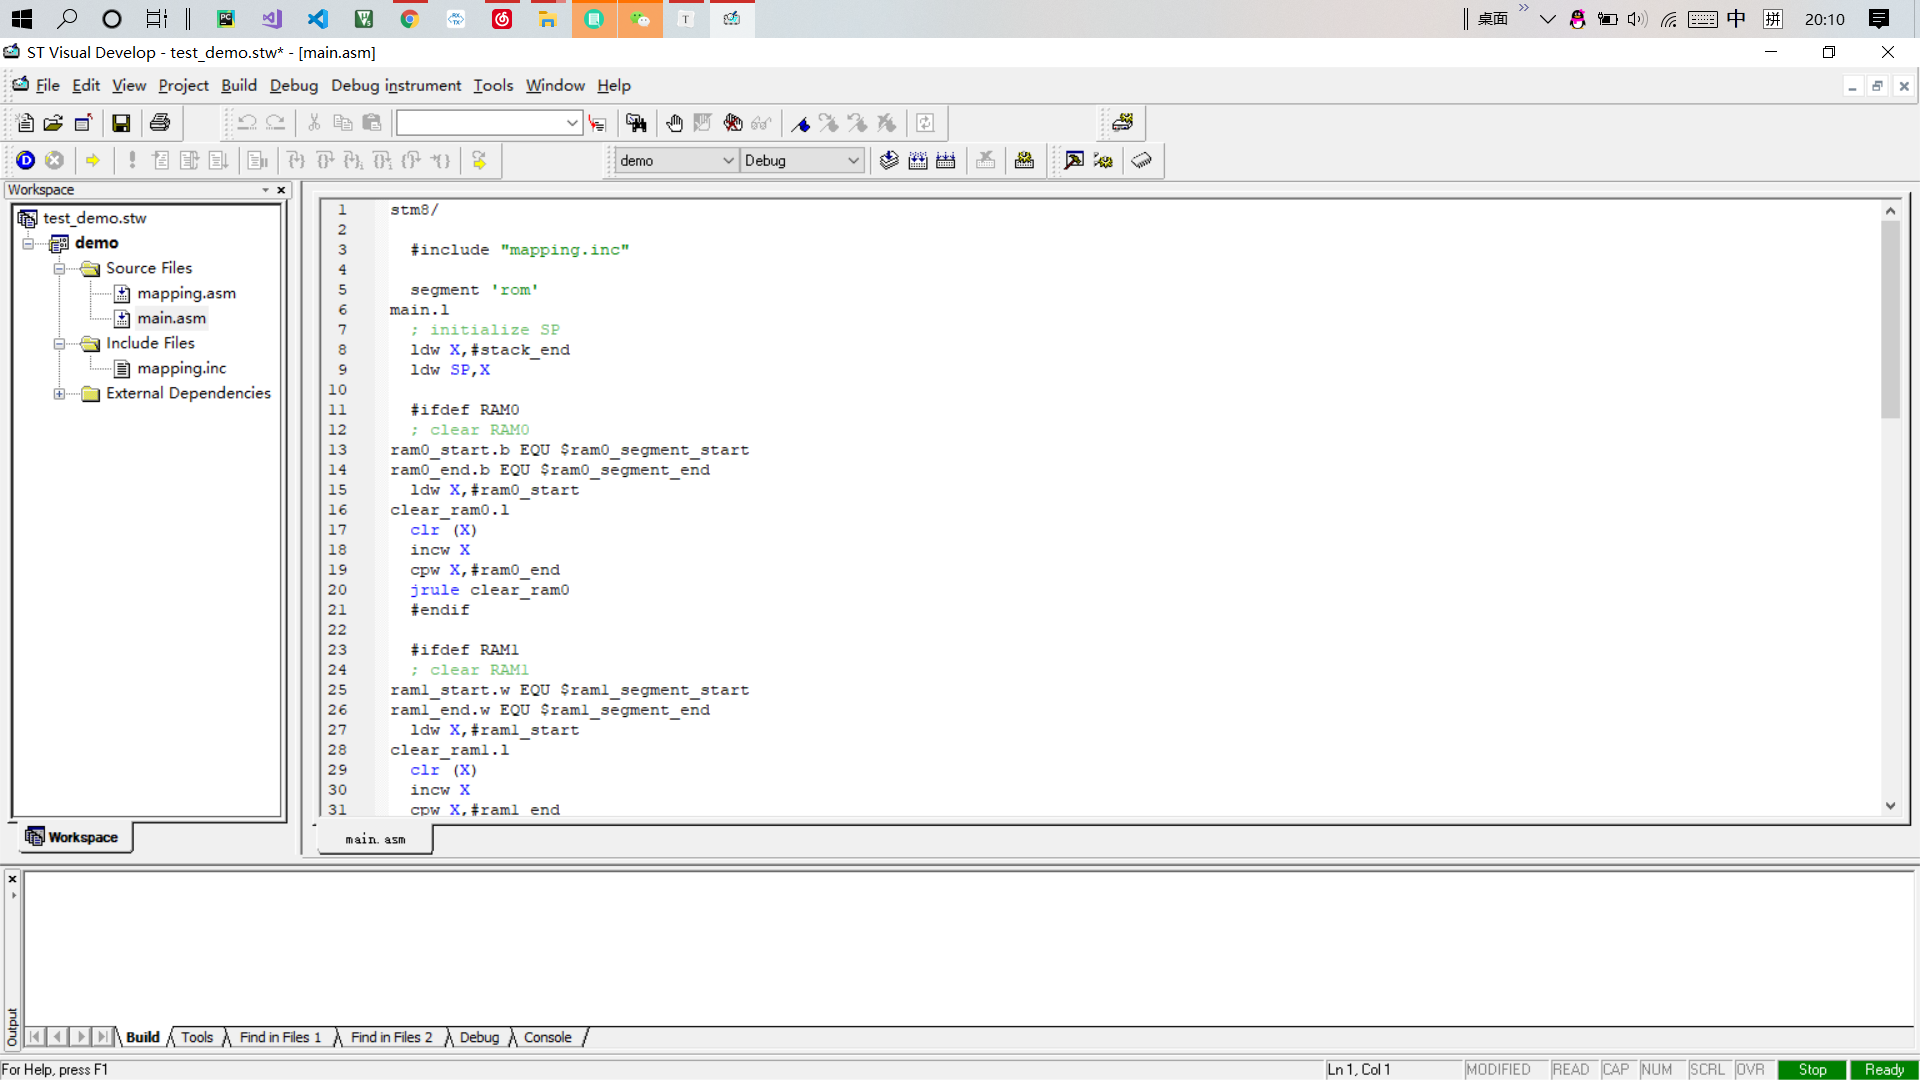 桌面
中
拼
20:10
ST Visual Develop - test_demo.stw* - [main.asm]
File Edit View Project Build Debug Debug instrument Tools Window Help
demo
Debug
Workspace
test_demo.stw
demo
Source Files
mapping.asm
main.asm
Include Files
mapping.inc
External Dependencies
Workspace
1 stm8/
2
3 #include "mapping.inc"
4
5 segment 'rom'
6 main.l
7 ; initialize SP
8 ldw X,#stack_end
9 ldw SP,X
10
11 #ifdef RAM0
12 ; clear RAM0
13 ram0_start.b EQU $ram0_segment_start
14 ram0_end.b EQU $ram0_segment_end
15 ldw X,#ram0_start
16 clear_ram0.l
17 clr (X)
18 incw X
19 cpw X,#ram0_end
20 jrule clear_ram0
21 #endif
22
23 #ifdef RAM1
24 ; clear RAM1
25 ram1_start.w EQU $ram1_segment_start
26 ram1_end.w EQU $ram1_segment_end
27 ldw X,#ram1_start
28 clear_ram1.l
29 clr (X)
30 incw X
31 cpw X,#ram1_end
main.asm
Output
Build Tools Find in Files 1 Find in Files 2 Debug Console
For Help, press F1
Ln 1, Col 1
MODIFIED READ CAP NUM SCRL OVR Stop Ready